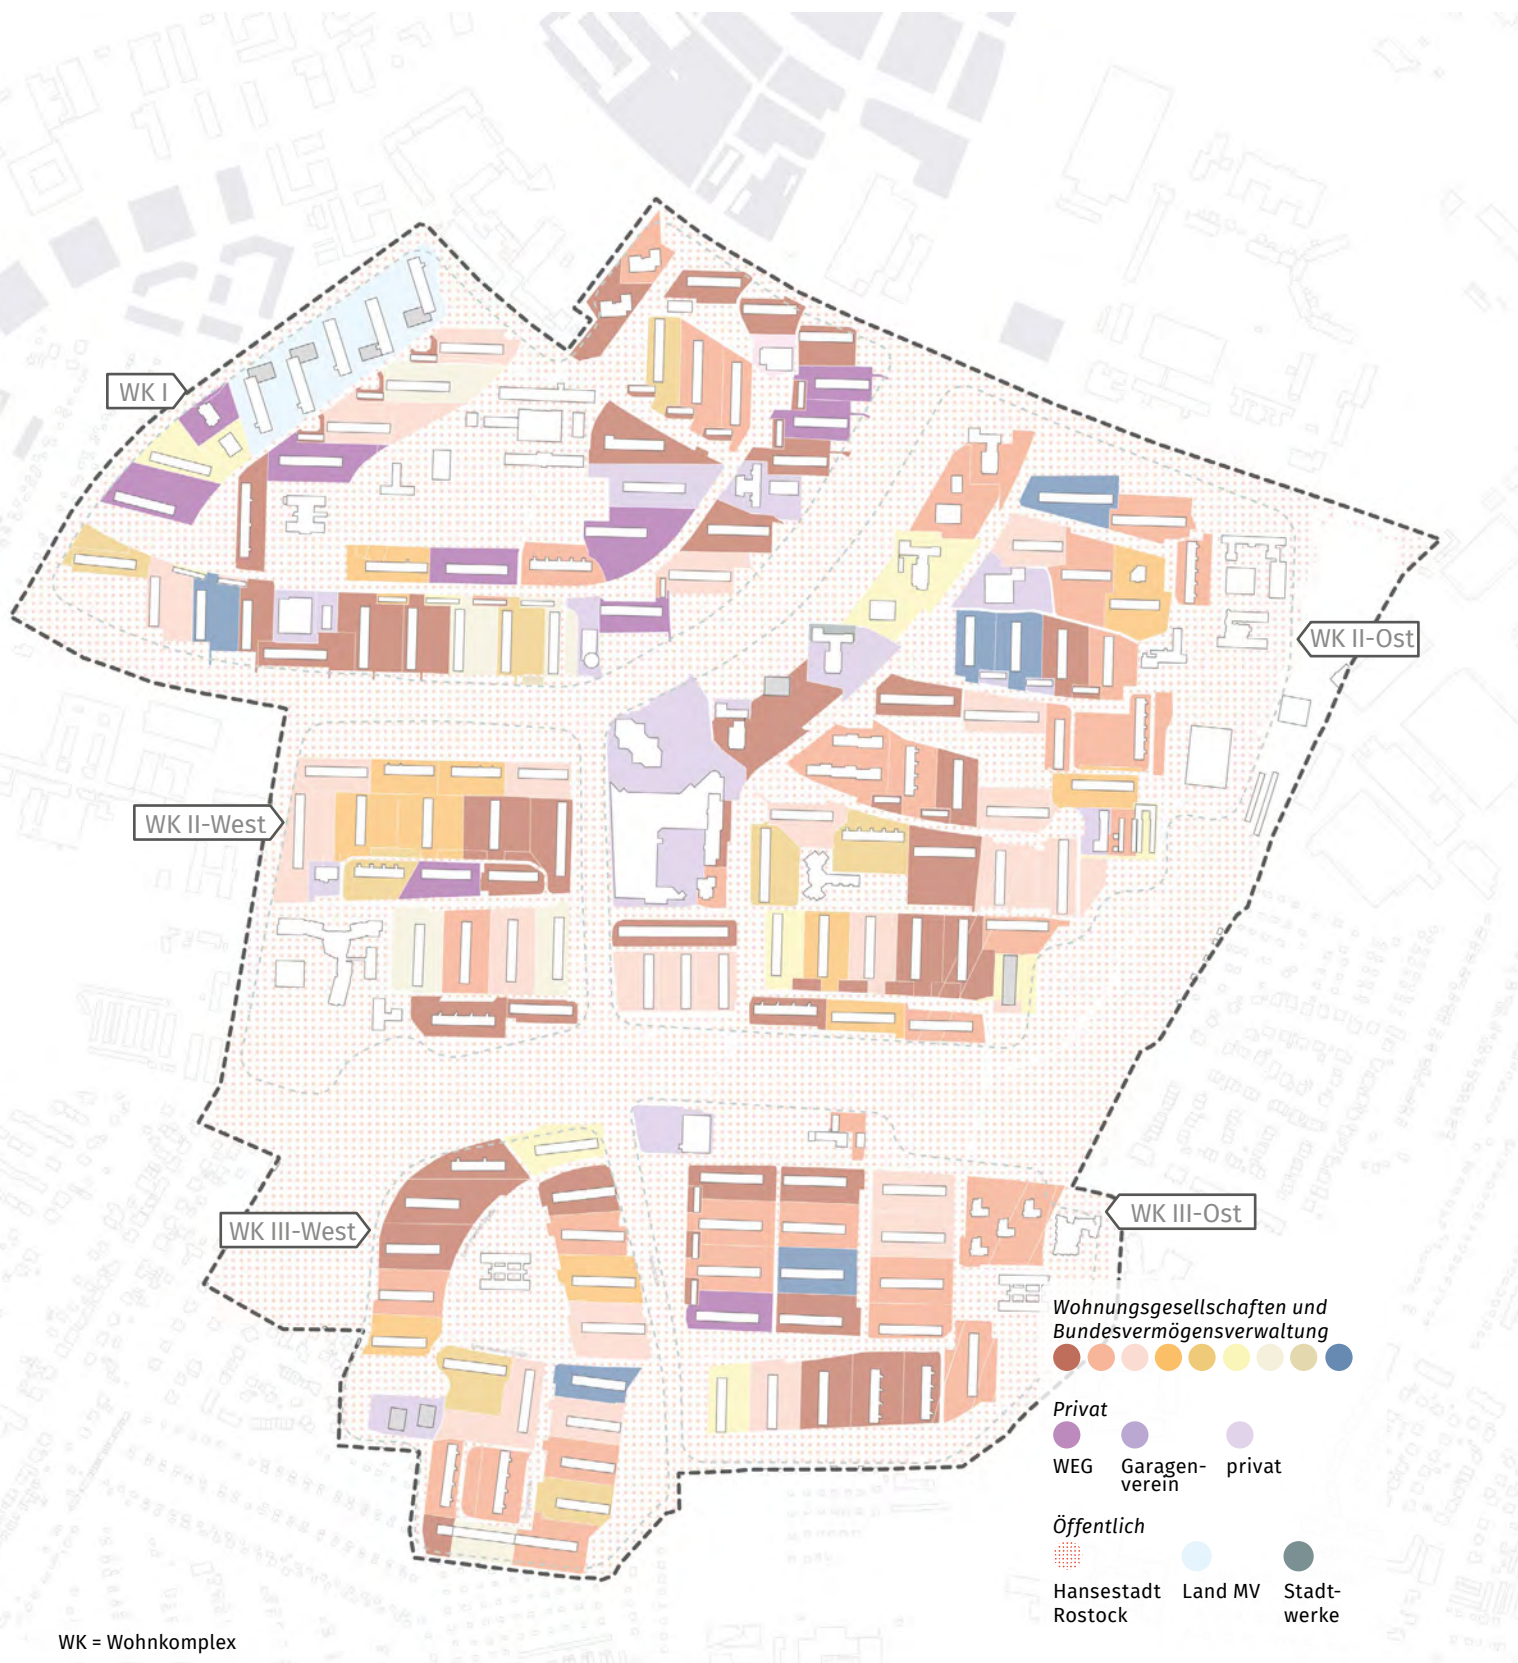 WK I
WK II-Ost
WK II-West
WK III-West
WK III-Ost
Wohnungsgesellschaften und
Bundesvermögensverwaltung
Privat
WEG
Garagen-
verein
privat
Öffentlich
Hansestadt
Rostock
Land MV
Stadt-
werke
WK = Wohnkomplex